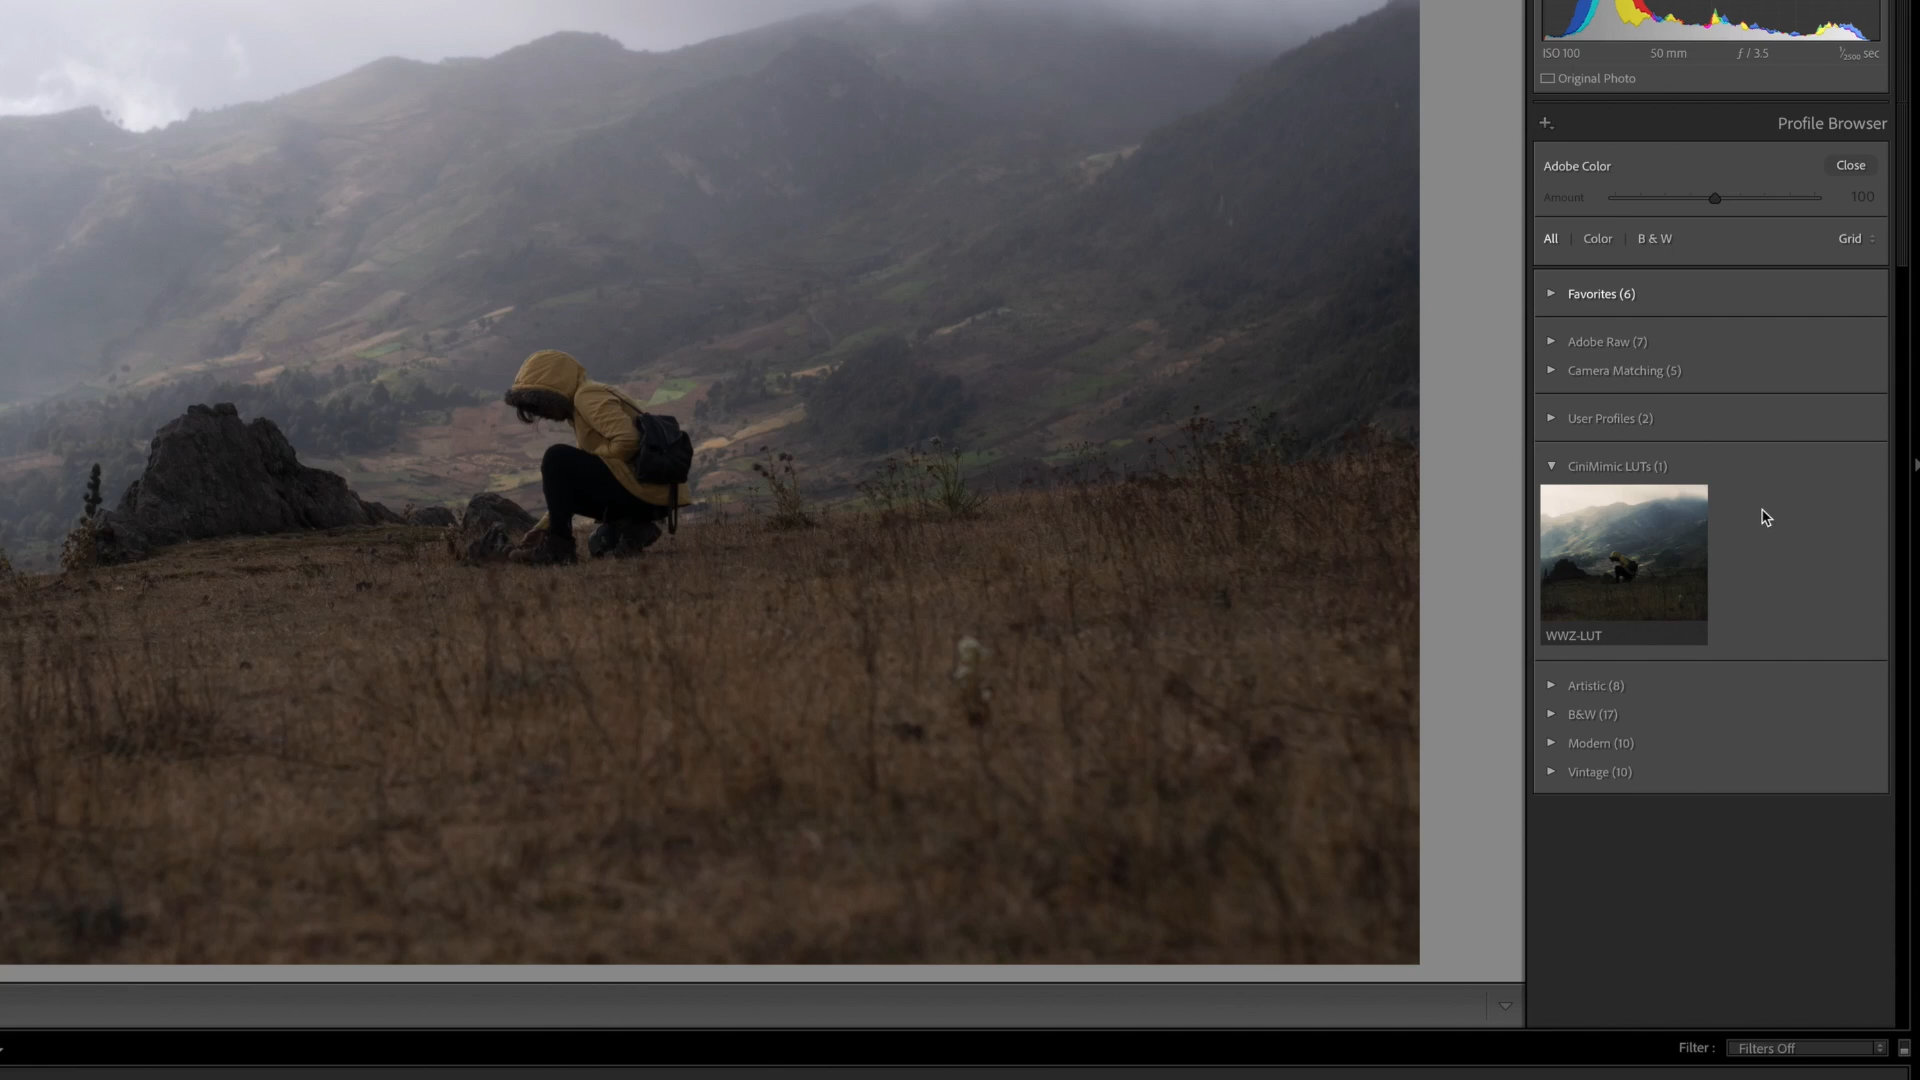 ISO 100 50 mm ƒ / 3.5 1/2500 sec
Original Photo
Profile Browser
Adobe Color Close
Amount 100
All | Color | B & W Grid
Favorites (6)
Adobe Raw (7)
Camera Matching (5)
User Profiles (2)
CiniMimic LUTs (1)
WWZ-LUT
Artistic (8)
B&W (17)
Modern (10)
Vintage (10)
Filter : Filters Off